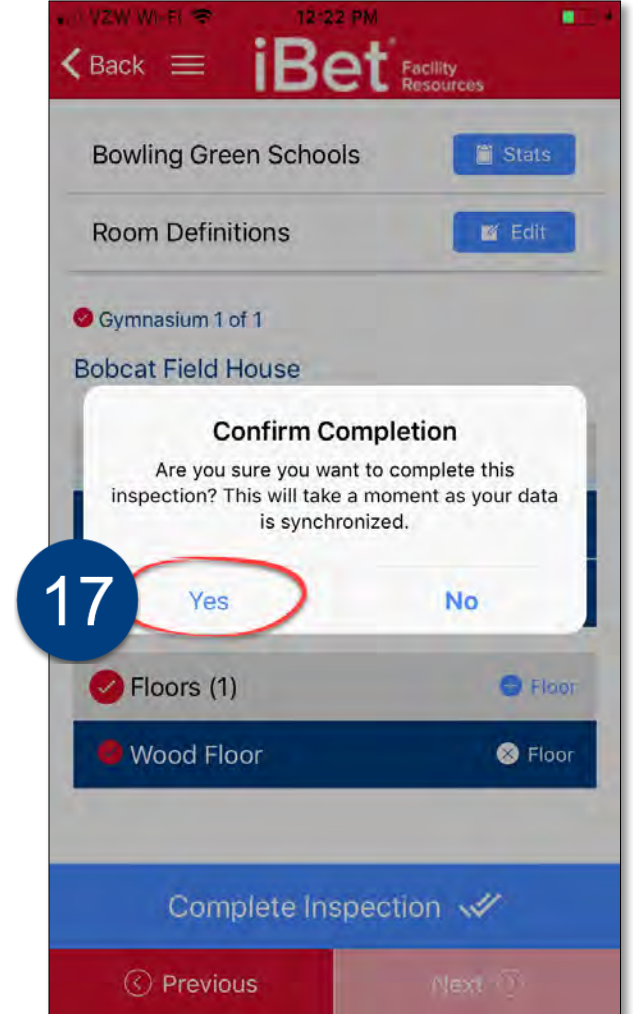 VZW Wi-Fi 12:22 PM
Back iBet Facility Resources
Bowling Green Schools Stats
Room Definitions Edit
Gymnasium 1 of 1
Bobcat Field House
Confirm Completion
Are you sure you want to complete this
inspection? This will take a moment as your data
is synchronized.
17 Yes No
Floors (1) Floor
Wood Floor Floor
Complete Inspection
Previous Next